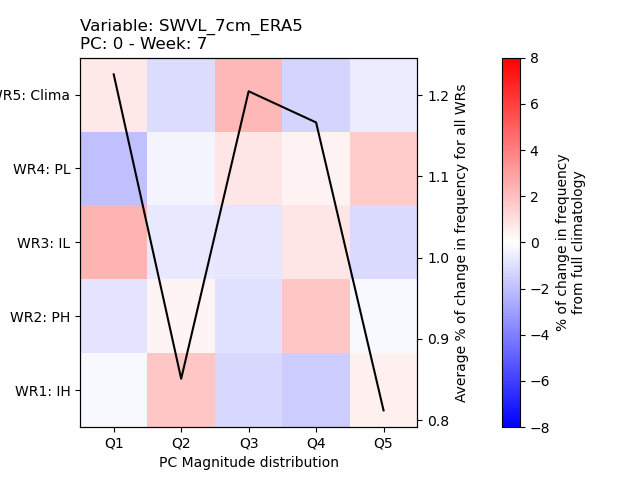 Variable: SWVL_7cm_ERA5
PC: 0 - Week: 7
WR5: Clima
WR4: PL
WR3: IL
WR2: PH
WR1: IH
Q1 Q2 Q3 Q4 Q5
PC Magnitude distribution
1.2
1.1
1.0
0.9
0.8
Average % of change in frequency for all WRs
8
6
4
2
0
−2
−4
−6
−8
% of change in frequency
from full climatology